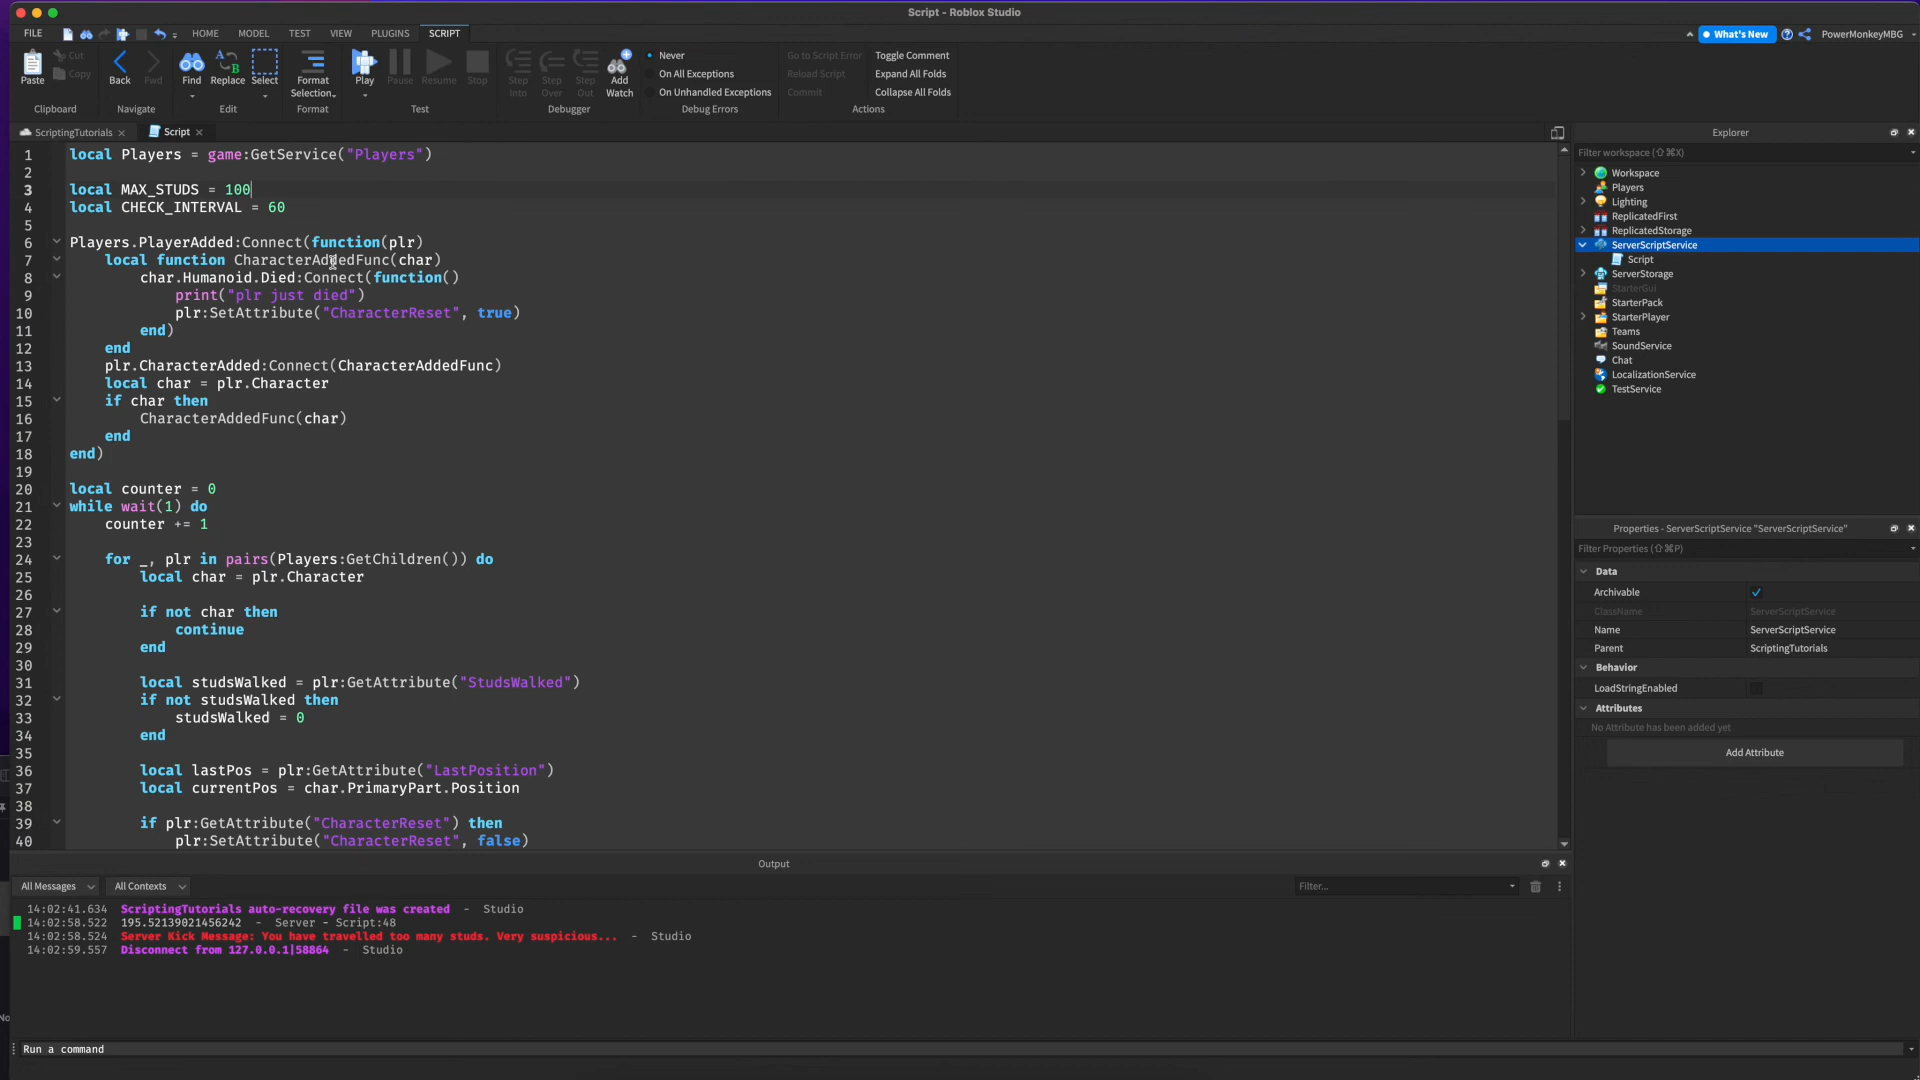 Script - Roblox Studio
FILE
HOME MODEL TEST VIEW PLUGINS SCRIPT
What's New
PowerMonkeyMBG
Paste
Cut
Copy
Back
Fwd
Find
Replace
Select
Format Selection
Play
Pause
Resume
Stop
Step Into
Step Over
Step Out
Add Watch
Never
On All Exceptions
On Unhandled Exceptions
Go to Script Error
Reload Script
Commit
Toggle Comment
Expand All Folds
Collapse All Folds
Clipboard
Navigate
Edit
Format
Test
Debugger
Debug Errors
Actions
ScriptingTutorials
Script
1 local Players = game:GetService("Players")
2
3 local MAX_STUDS = 100
4 local CHECK_INTERVAL = 60
5
6 Players.PlayerAdded:Connect(function(plr)
7 local function CharacterAddedFunc(char)
8 char.Humanoid.Died:Connect(function()
9 print("plr just died")
10 plr:SetAttribute("CharacterReset", true)
11 end)
12 end
13 plr.CharacterAdded:Connect(CharacterAddedFunc)
14 local char = plr.Character
15 if char then
16 CharacterAddedFunc(char)
17 end
18 end)
19
20 local counter = 0
21 while wait(1) do
22 counter += 1
23
24 for _, plr in pairs(Players:GetChildren()) do
25 local char = plr.Character
26
27 if not char then
28 continue
29 end
30
31 local studsWalked = plr:GetAttribute("StudsWalked")
32 if not studsWalked then
33 studsWalked = 0
34 end
35
36 local lastPos = plr:GetAttribute("LastPosition")
37 local currentPos = char.PrimaryPart.Position
38
39 if plr:GetAttribute("CharacterReset") then
40 plr:SetAttribute("CharacterReset", false)
Output
All Messages
All Contexts
Filter...
14:02:41.634 ScriptingTutorials auto-recovery file was created - Studio
14:02:58.522 195.52139021456242 - Server - Script:48
14:02:58.524 Server Kick Message: You have travelled too many studs. Very suspicious... - Studio
14:02:59.557 Disconnect from 127.0.0.1|58864 - Studio
Run a command
Explorer
Filter workspace (⇧⌘X)
Workspace
Players
Lighting
ReplicatedFirst
ReplicatedStorage
ServerScriptService
Script
ServerStorage
StarterGui
StarterPack
StarterPlayer
Teams
SoundService
Chat
LocalizationService
TestService
Properties - ServerScriptService "ServerScriptService"
Filter Properties (⇧⌘P)
Data
Archivable
ClassName ServerScriptService
Name ServerScriptService
Parent ScriptingTutorials
Behavior
LoadStringEnabled
Attributes
No Attribute has been added yet
Add Attribute
No